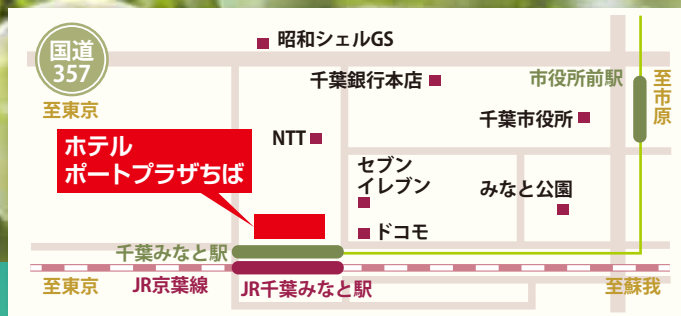 国道
357
至東京
昭和シェルGS
千葉銀行本店
市役所前駅
至市原
千葉市役所
NTT
ホテル
ポートプラザちば
セブン
イレブン
みなと公園
ドコモ
千葉みなと駅
至東京
JR京葉線
JR千葉みなと駅
至蘇我